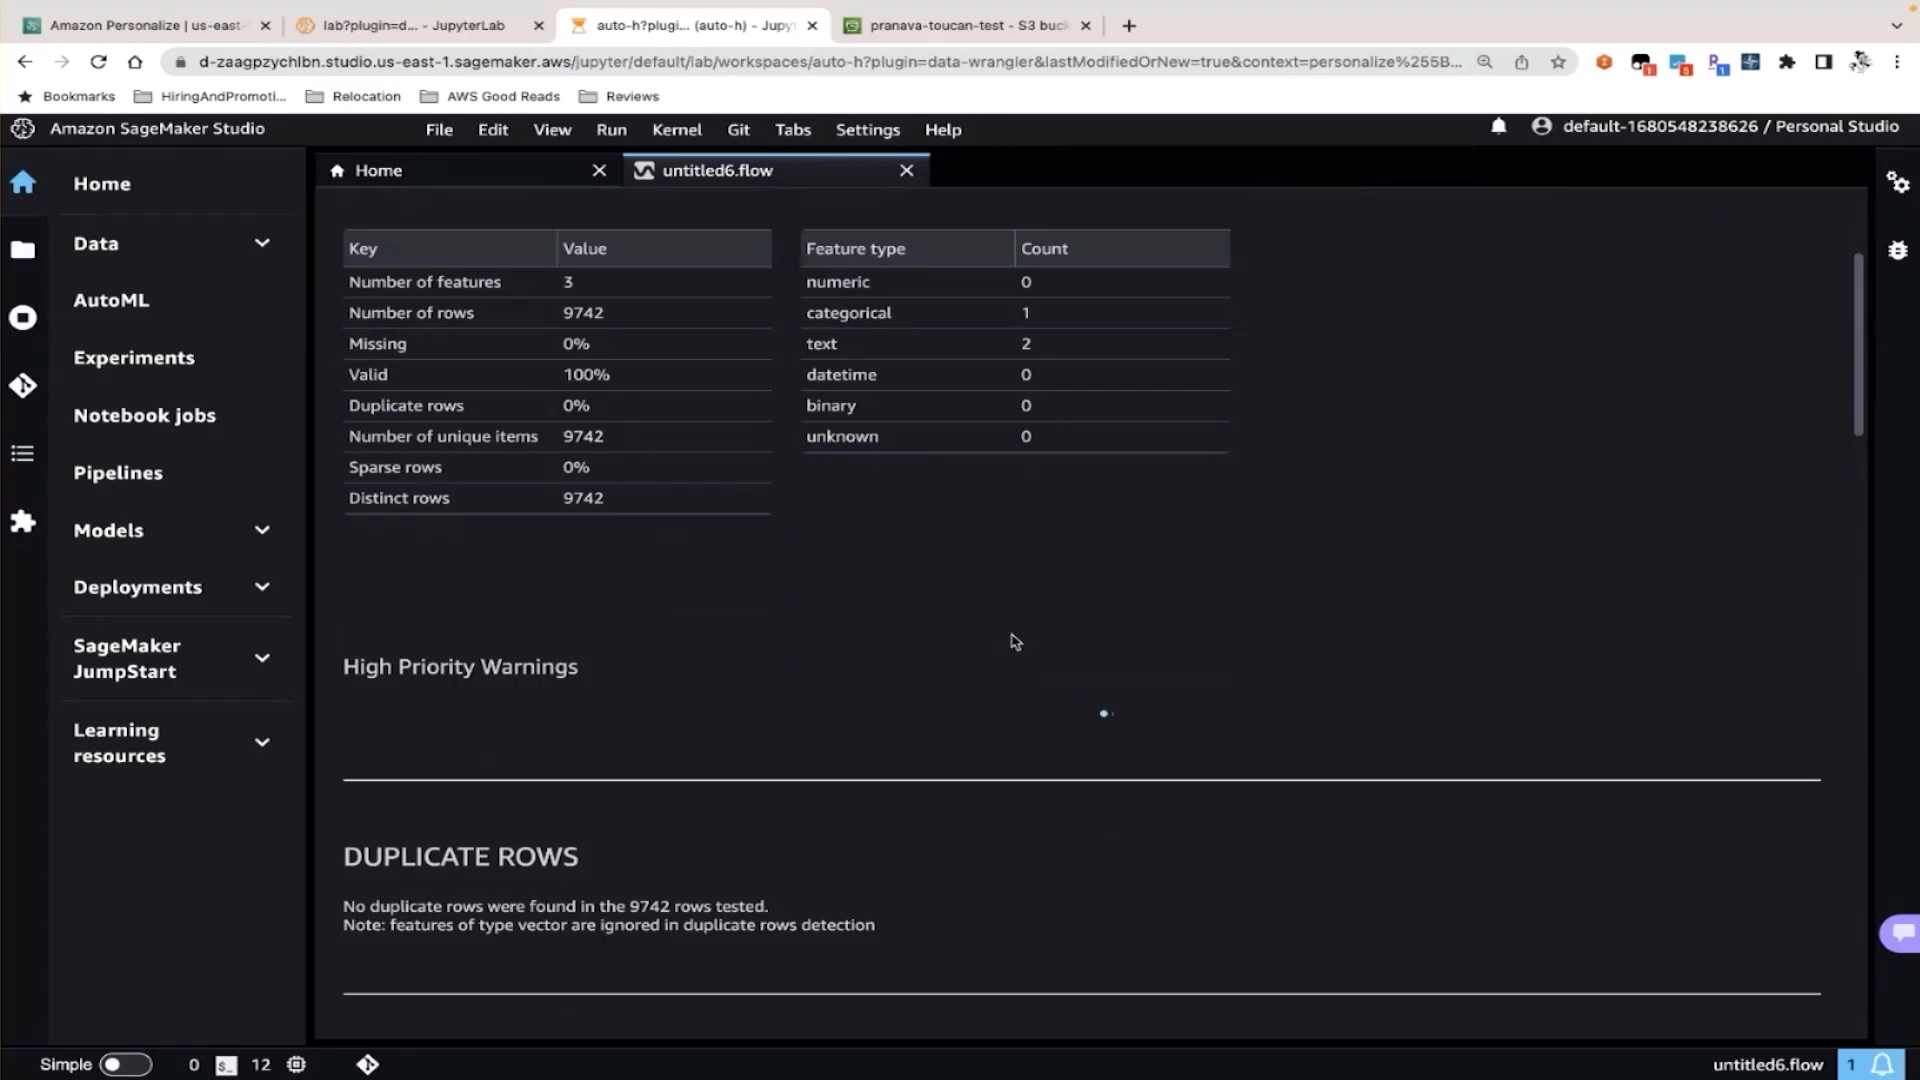 Amazon Personalize | us-east-
lab?plugin=d... - JupyterLab
auto-h?plugi... (auto-h) - Jupy
pranava-toucan-test - S3 buck
d-zaagpzychlbn.studio.us-east-1.sagemaker.aws/jupyter/default/lab/workspaces/auto-h?plugin=data-wrangler&lastModifiedOrNew=true&context=personalize%255B...
1
5
1
Bookmarks HiringAndPromoti... Relocation AWS Good Reads Reviews
Amazon SageMaker Studio File Edit View Run Kernel Git Tabs Settings Help default-1680548238626 / Personal Studio
Home untitled6.flow
Home
Data
AutoML
Experiments
Notebook jobs
Pipelines
Models
Deployments
SageMaker
JumpStart
Learning
resources
Key Value
Number of features 3
Number of rows 9742
Missing 0%
Valid 100%
Duplicate rows 0%
Number of unique items 9742
Sparse rows 0%
Distinct rows 9742
Feature type Count
numeric 0
categorical 1
text 2
datetime 0
binary 0
unknown 0
High Priority Warnings
DUPLICATE ROWS
No duplicate rows were found in the 9742 rows tested.
Note: features of type vector are ignored in duplicate rows detection
Simple 0 $_ 12 untitled6.flow 1